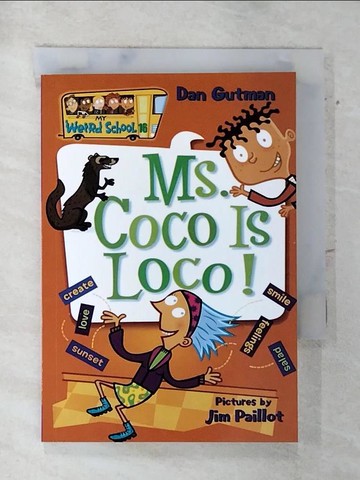 Dan Gutman
MY
Weird School 16
Ms.
Coco Is
Loco!
create
love
sunset
smile
feelings
salad
Pictures by
Jim Paillot